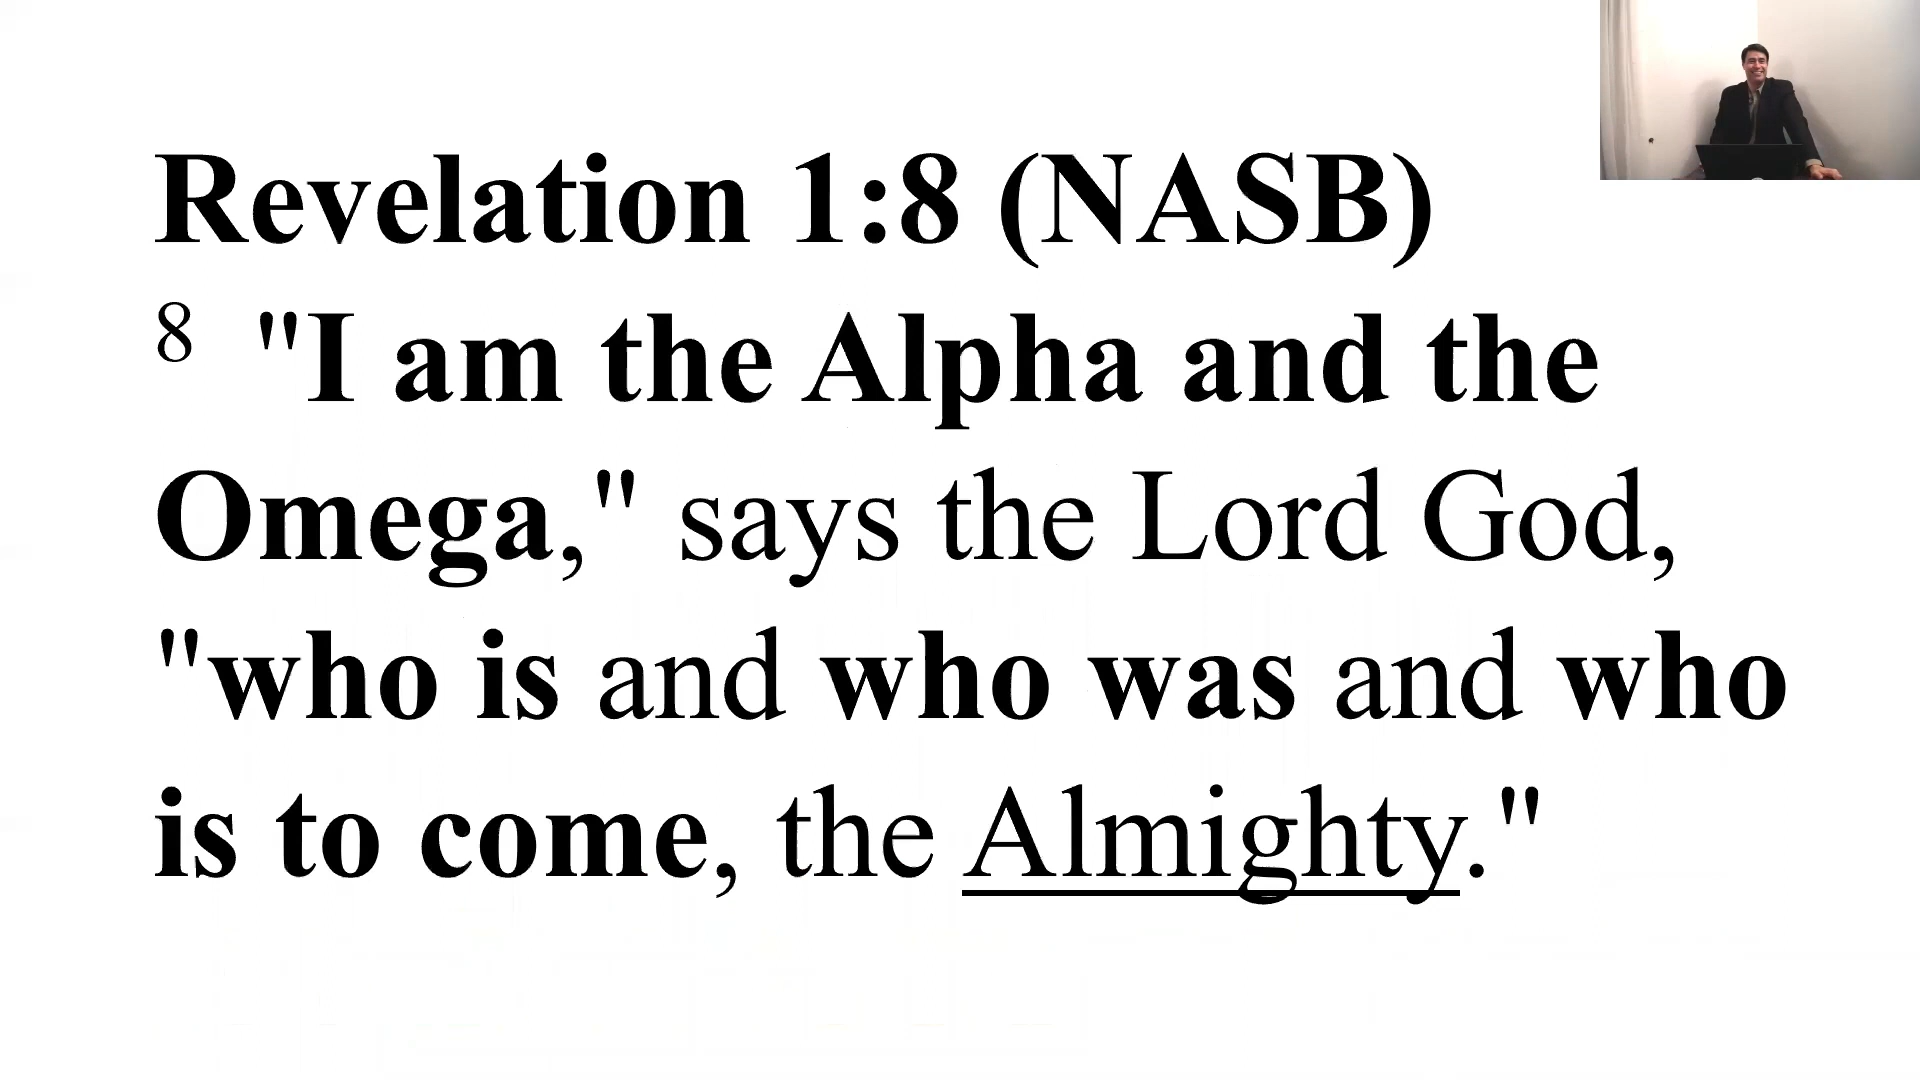 Revelation 1:8 (NASB)
8 "I am the Alpha and the
Omega," says the Lord God,
"who is and who was and who
is to come, the Almighty."